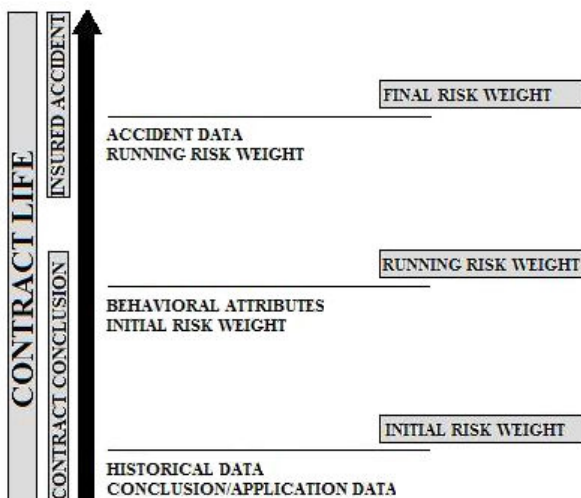 CONTRACT LIFE
INSURED ACCIDENT
CONTRACT CONCLUSION
FINAL RISK WEIGHT
ACCIDENT DATA
RUNNING RISK WEIGHT
RUNNING RISK WEIGHT
BEHAVIORAL ATTRIBUTES
INITIAL RISK WEIGHT
INITIAL RISK WEIGHT
HISTORICAL DATA
CONCLUSION/APPLICATION DATA